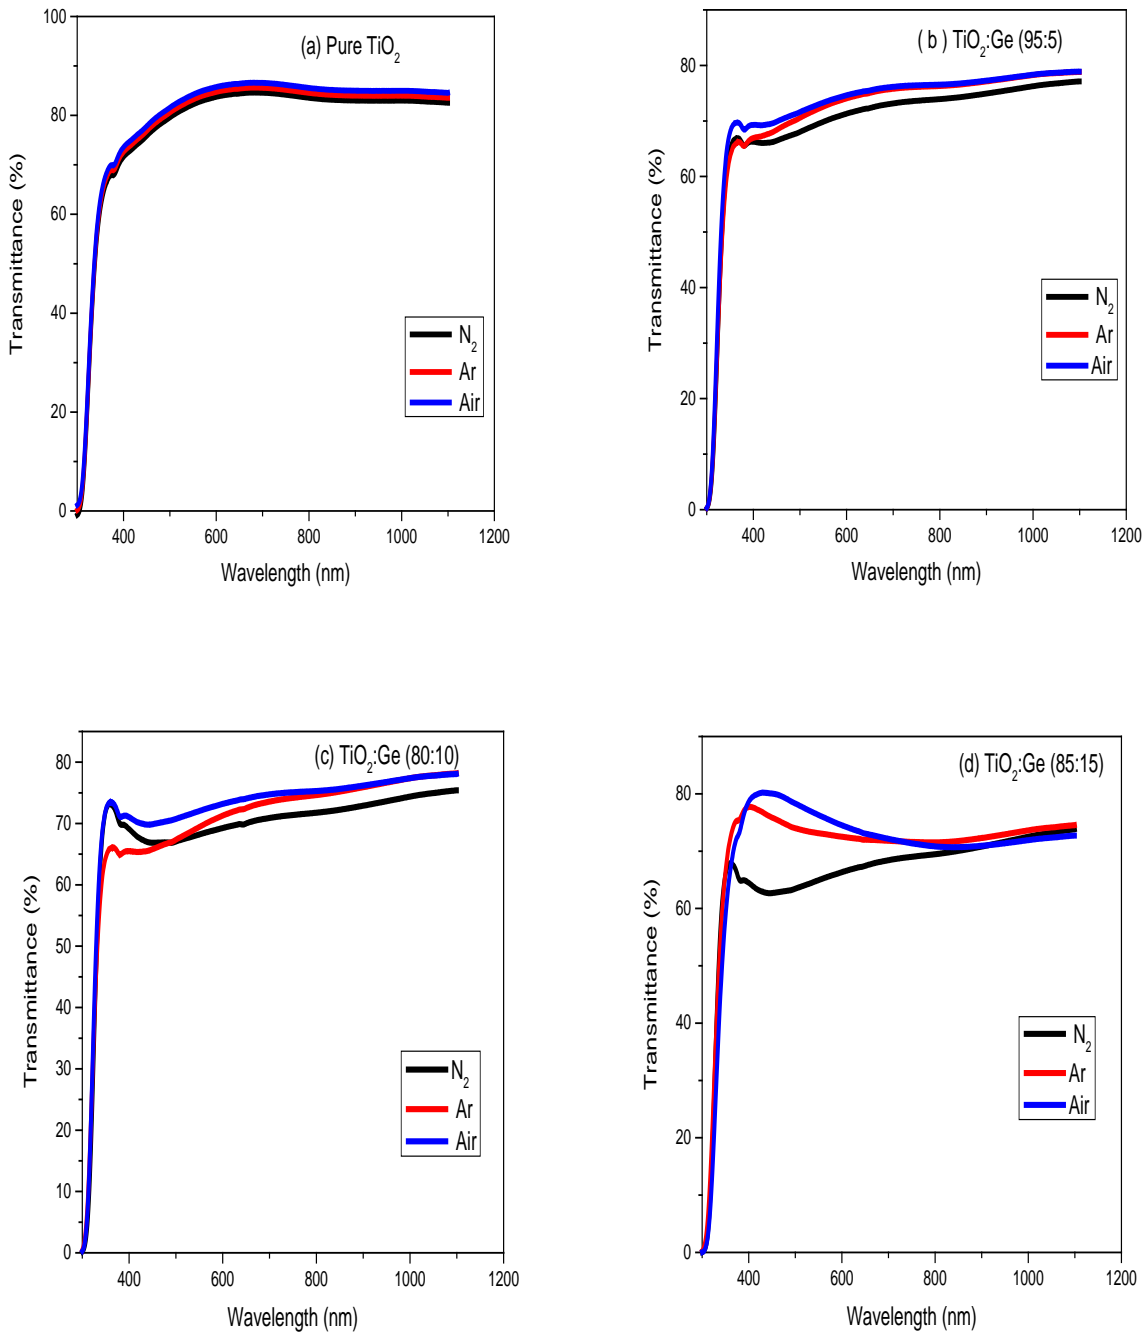 (a) Pure TiO2
Transmittance (%)
100
80
60
40
20
0
N2
Ar
Air
400 600 800 1000 1200
Wavelength (nm)
( b ) TiO2:Ge (95:5)
Transmittance (%)
80
60
40
20
0
N2
Ar
Air
400 600 800 1000 1200
Wavelength (nm)
(c) TiO2:Ge (80:10)
Transmittance (%)
80
70
60
50
40
30
20
10
0
N2
Ar
Air
400 600 800 1000 1200
Wavelength (nm)
(d) TiO2:Ge (85:15)
Transmittance (%)
80
60
40
20
0
N2
Ar
Air
400 600 800 1000 1200
Wavelength (nm)